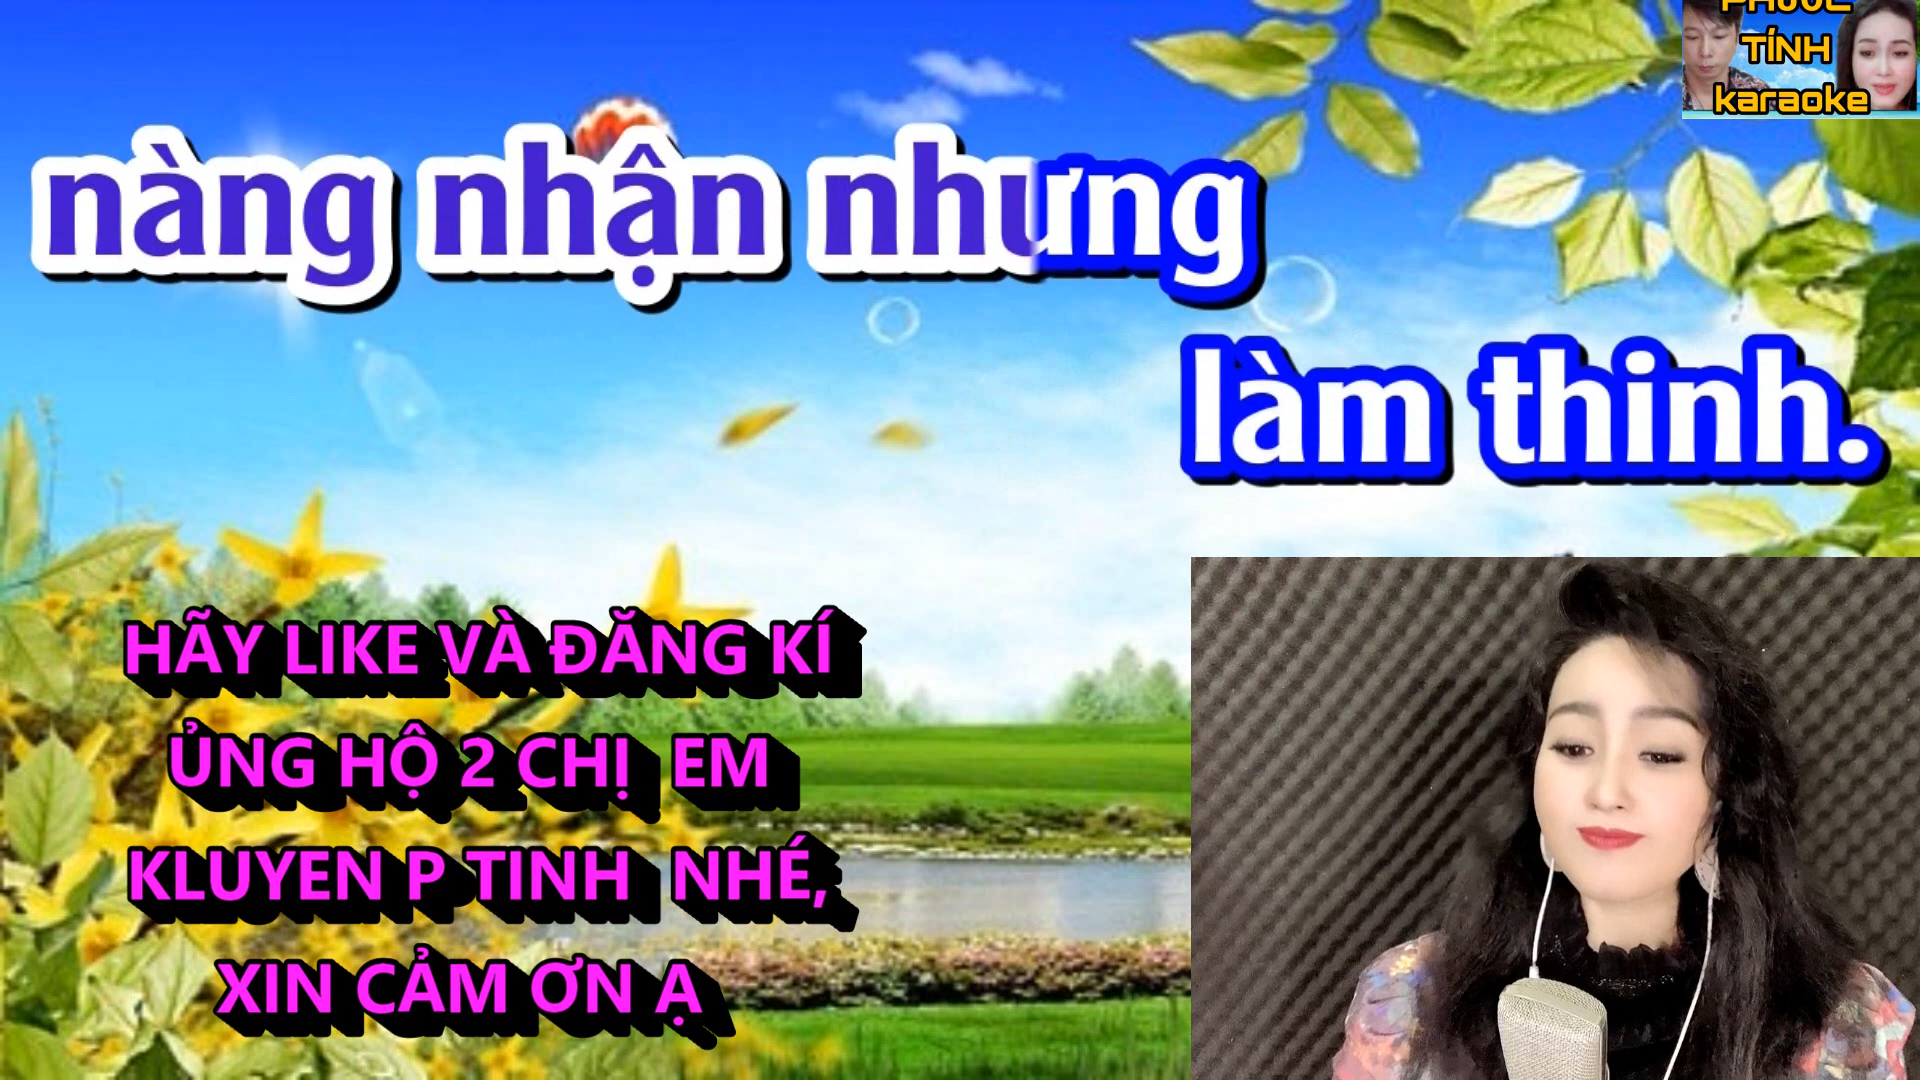 PHƯỚC
TÍNH
karaoke
nàng nhận nhưng
làm thinh.
HÃY LIKE VÀ ĐĂNG KÍ
ỦNG HỘ 2 CHỊ EM
KLUYEN P TINH NHÉ,
XIN CẢM ƠN Ạ